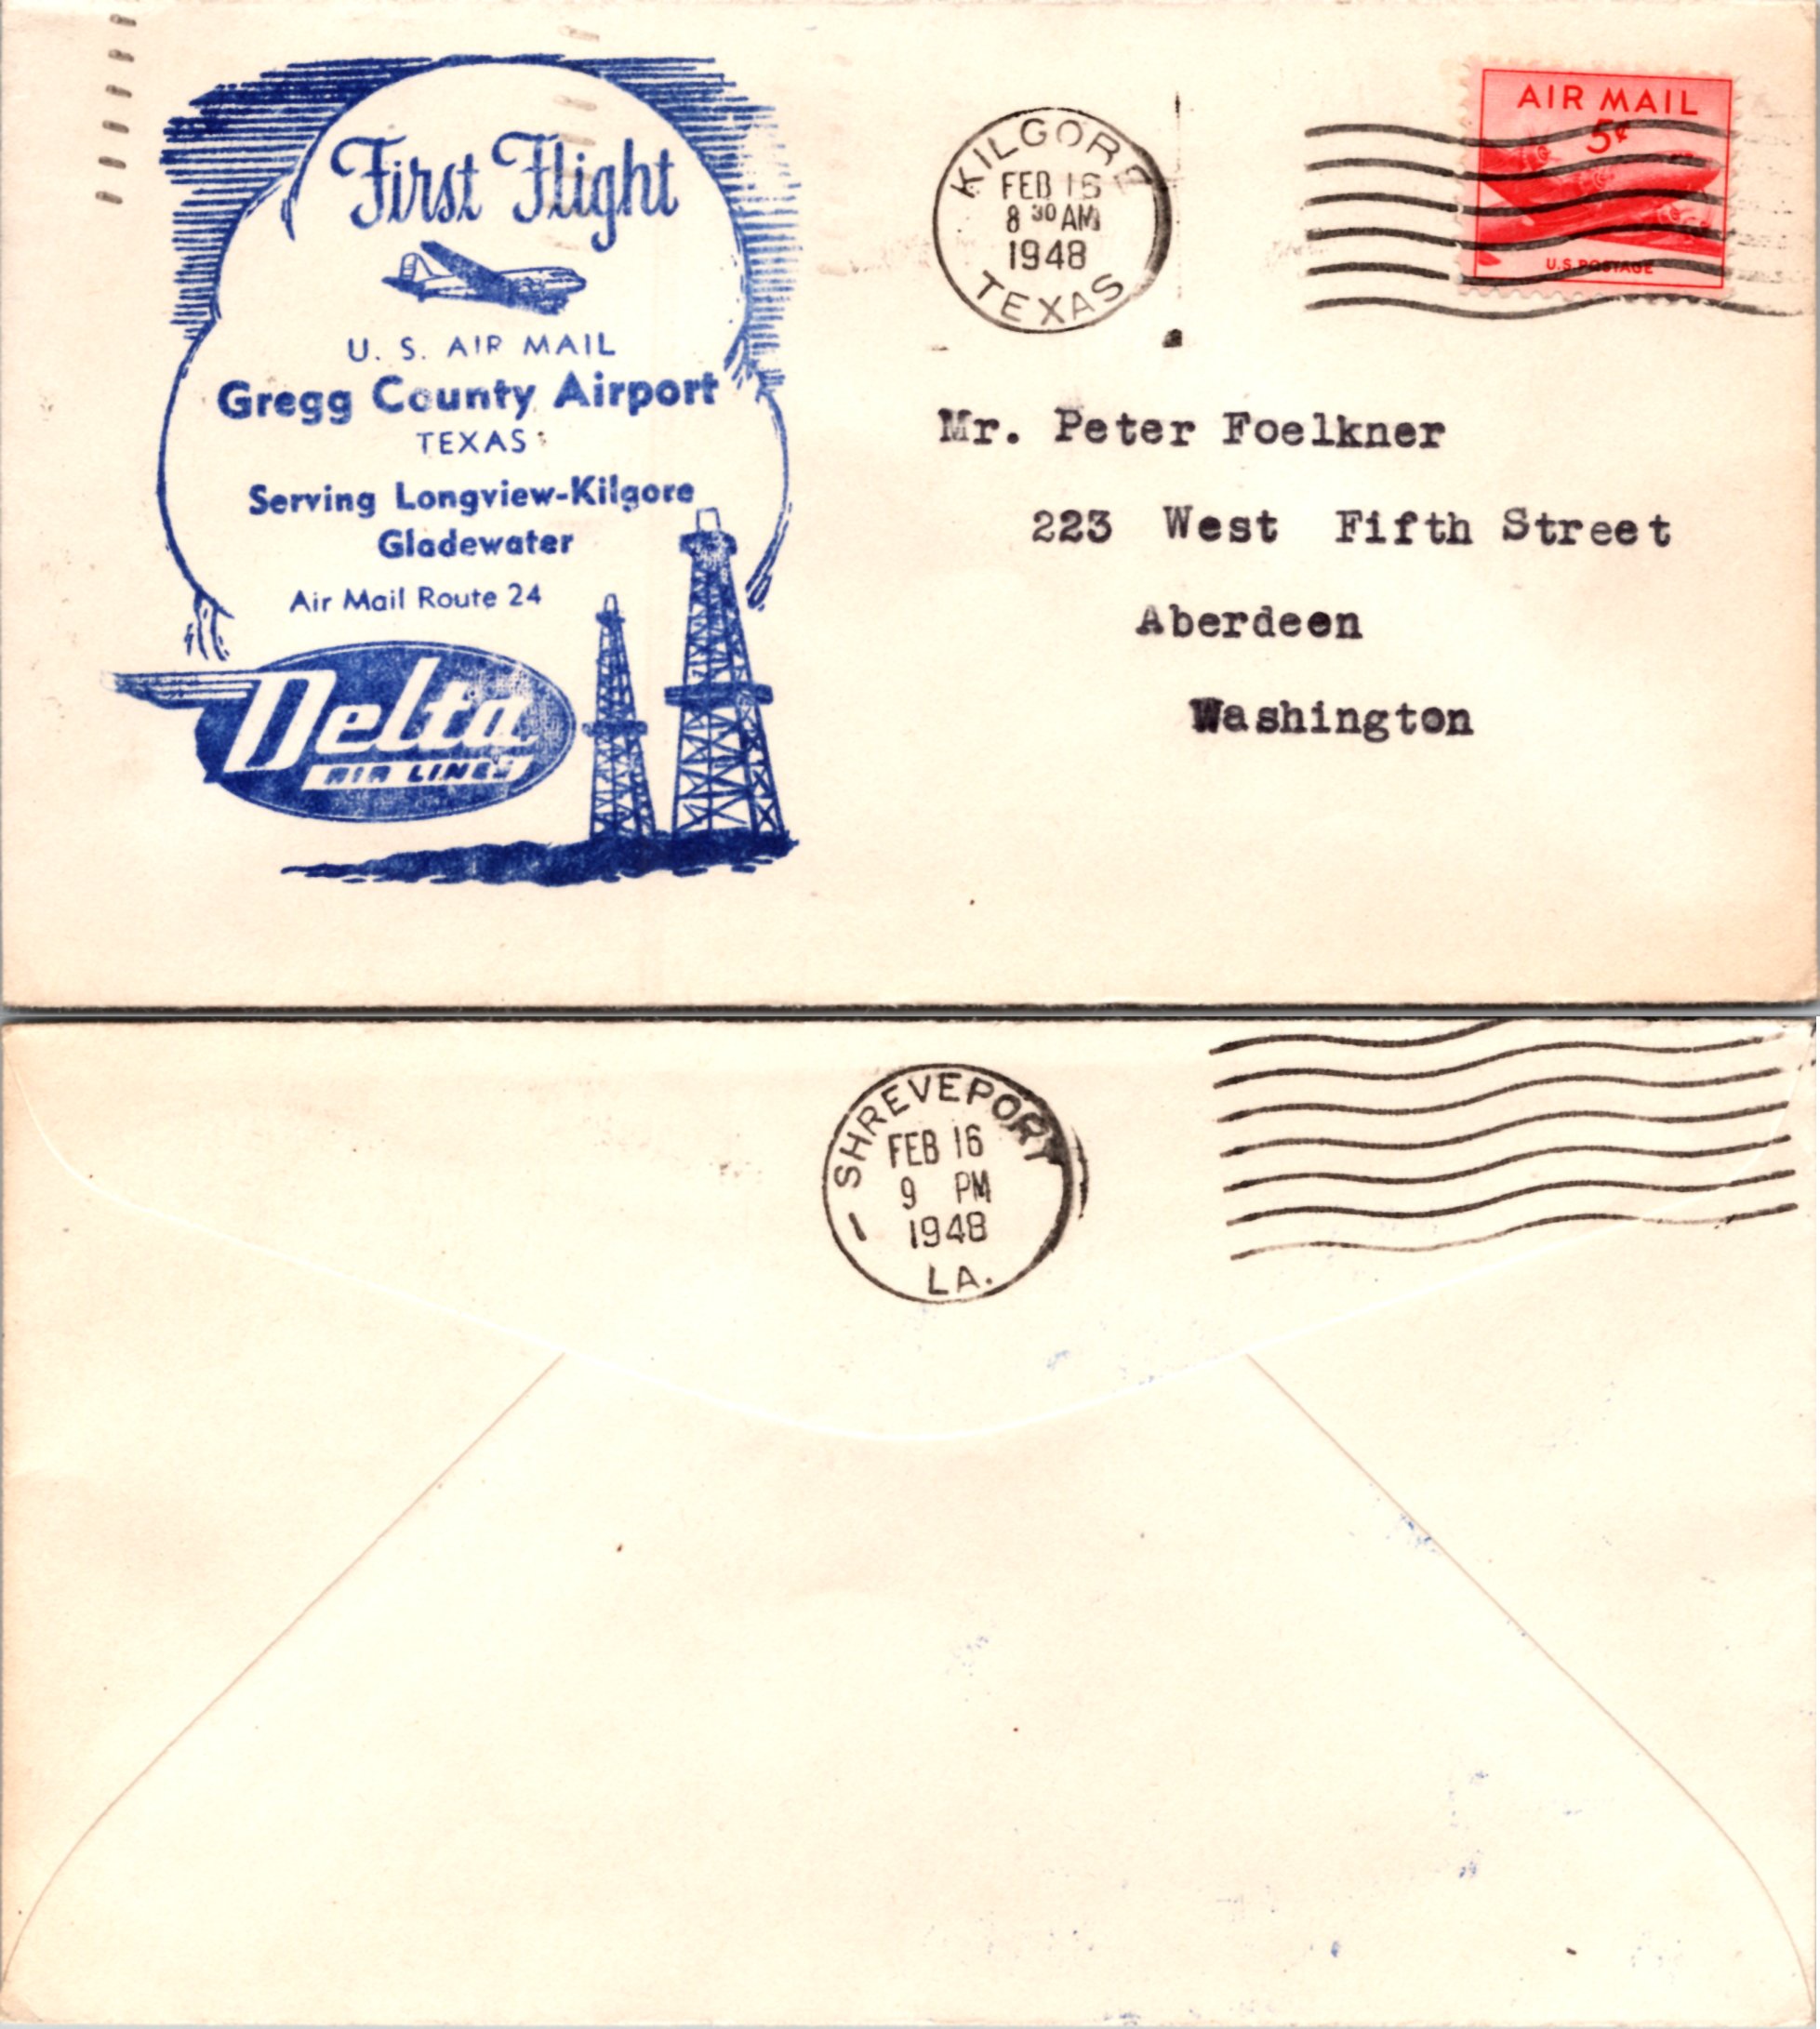 First Flight
U. S. AIR MAIL
Gregg County Airport
TEXAS
Serving Longview-Kilgore
Gladewater
Air Mail Route 24
Delta
AIR LINES
KILGORE
FEB 16
8 30 AM
1948
TEXAS
AIR MAIL
5¢
U.S. POSTAGE
Mr. Peter Foelkner
223 West Fifth Street
Aberdeen
Washington
SHREVEPORT
FEB 16
9 PM
1948
1
LA.